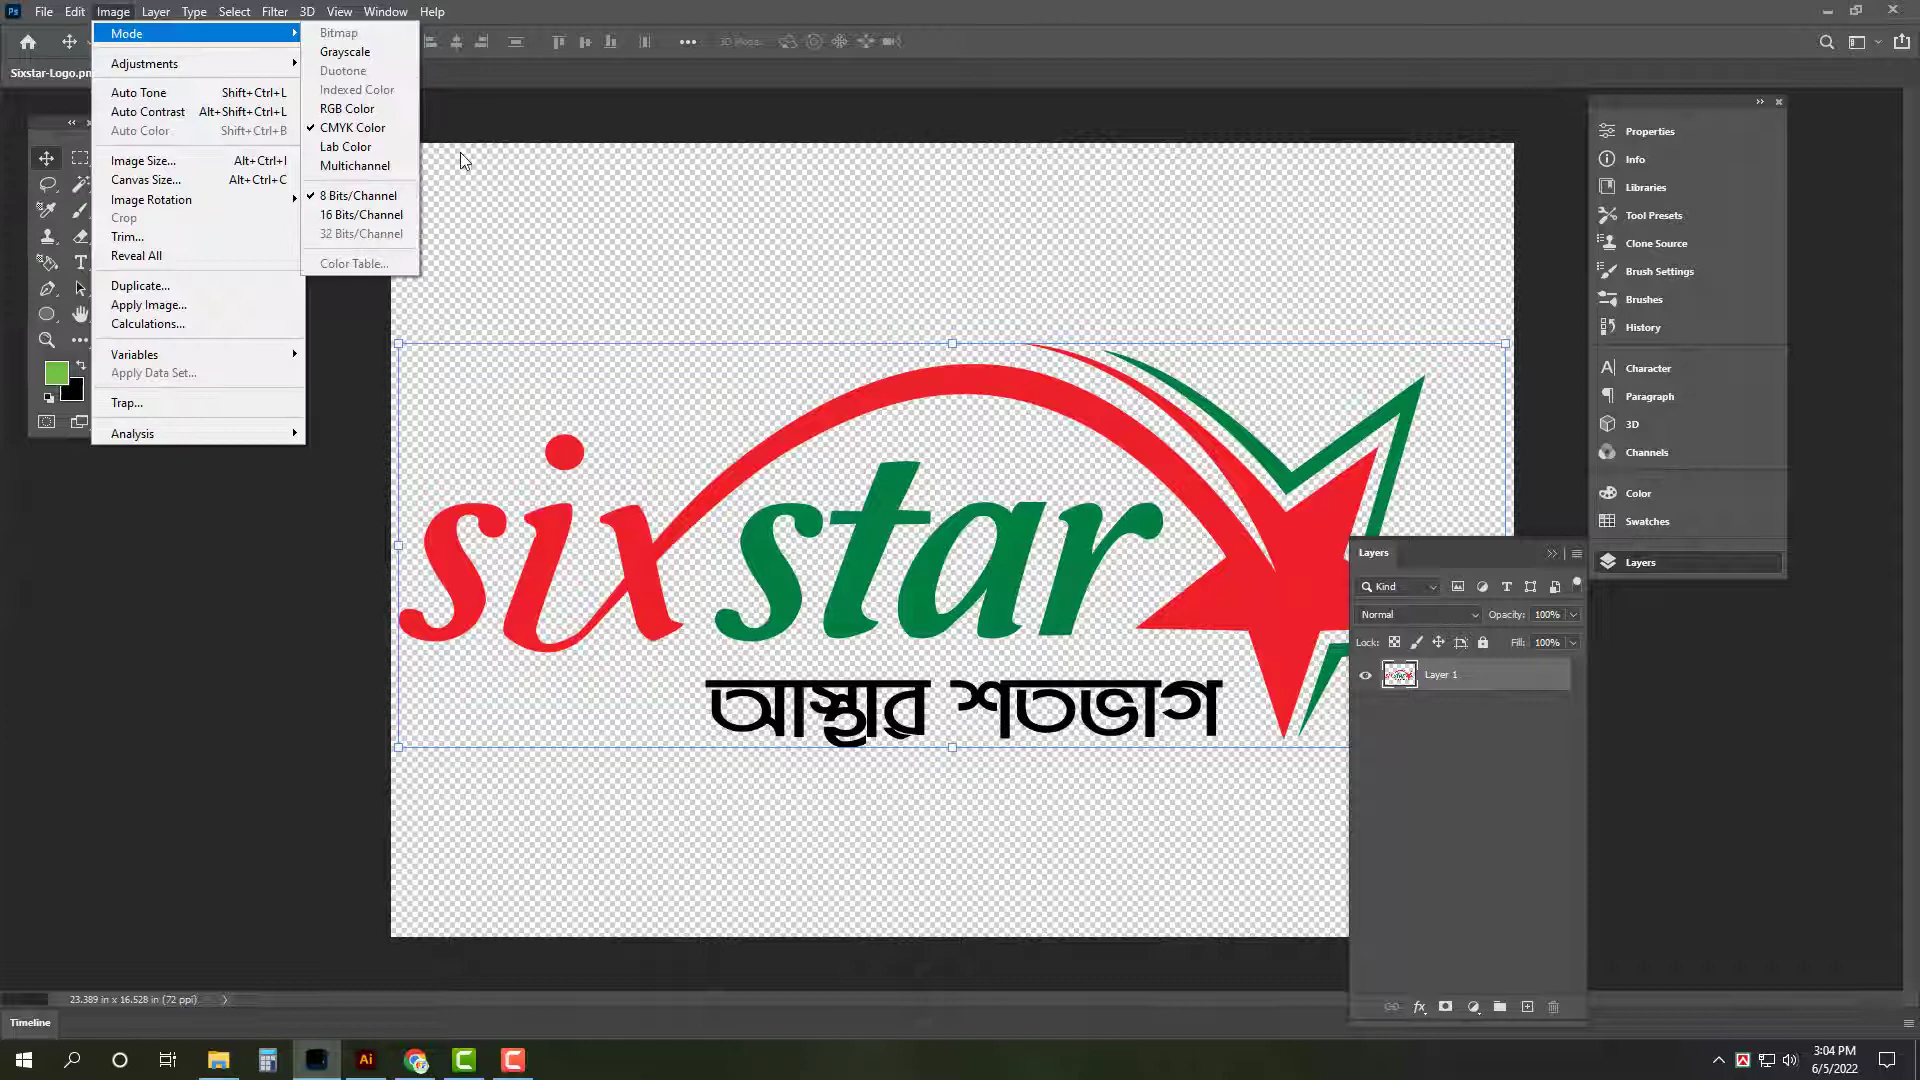 File Edit Image Layer Type Select Filter 3D View Window Help
Sixstar-Logo.pn
Mode
Adjustments
Auto Tone Shift+Ctrl+L
Auto Contrast Alt+Shift+Ctrl+L
Auto Color Shift+Ctrl+B
Image Size... Alt+Ctrl+I
Canvas Size... Alt+Ctrl+C
Image Rotation
Crop
Trim...
Reveal All
Duplicate...
Apply Image...
Calculations...
Variables
Apply Data Set...
Trap...
Analysis
Bitmap
Grayscale
Duotone
Indexed Color
RGB Color
CMYK Color
Lab Color
Multichannel
8 Bits/Channel
16 Bits/Channel
32 Bits/Channel
Color Table...
sixstar
আস্থার শতভাগ
Properties
Info
Libraries
Tool Presets
Clone Source
Brush Settings
Brushes
History
Character
Paragraph
3D
Channels
Color
Swatches
Layers
Layers
Kind
Normal Opacity: 100%
Lock: Fill: 100%
Layer 1
23.389 in x 16.528 in (72 ppi)
Timeline
3:04 PM
6/5/2022